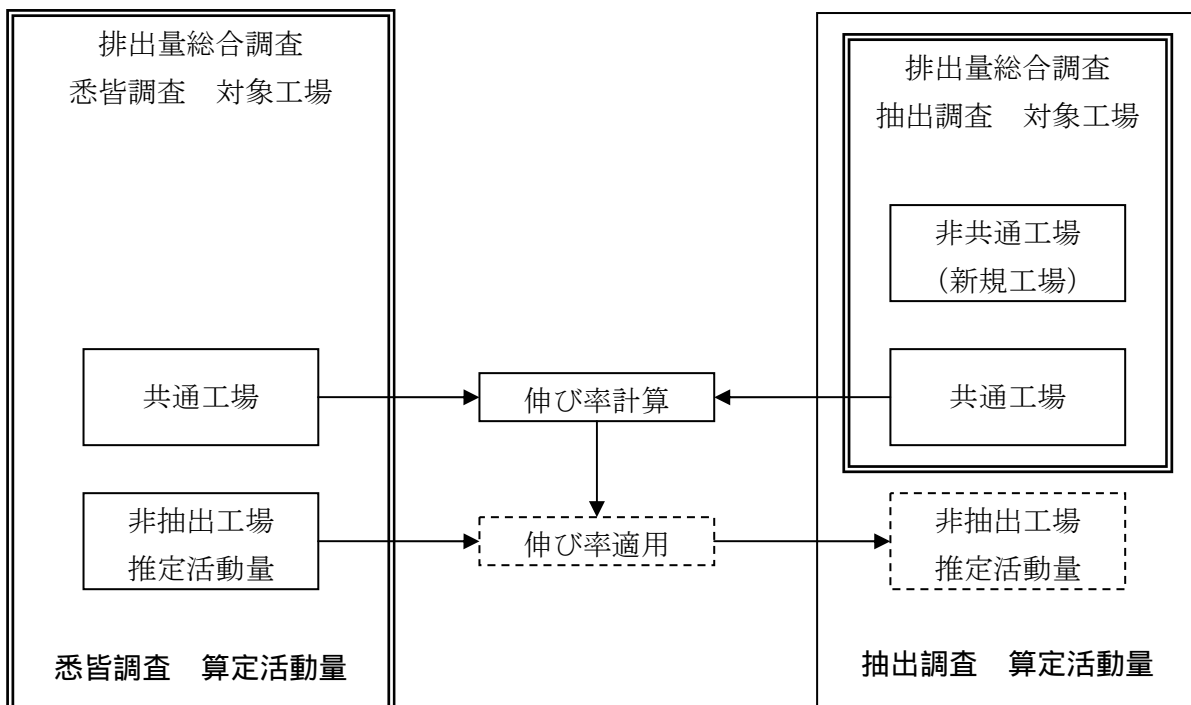 排出量総合調査
悉皆調査　対象工場
共通工場
非抽出工場
推定活動量
悉皆調査　算定活動量
伸び率計算
伸び率適用
排出量総合調査
抽出調査　対象工場
非共通工場
（新規工場）
共通工場
非抽出工場
推定活動量
抽出調査　算定活動量